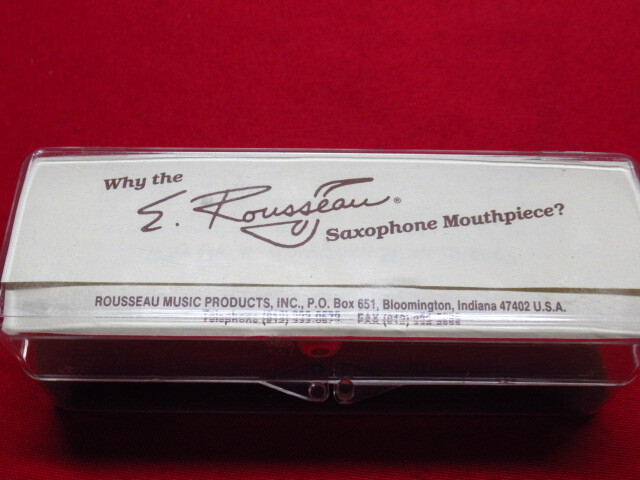 Why the
E. Rousseau®
Saxophone Mouthpiece?
ROUSSEAU MUSIC PRODUCTS, INC., P.O. Box 651, Bloomington, Indiana 47402 U.S.A.
Telephone FAX